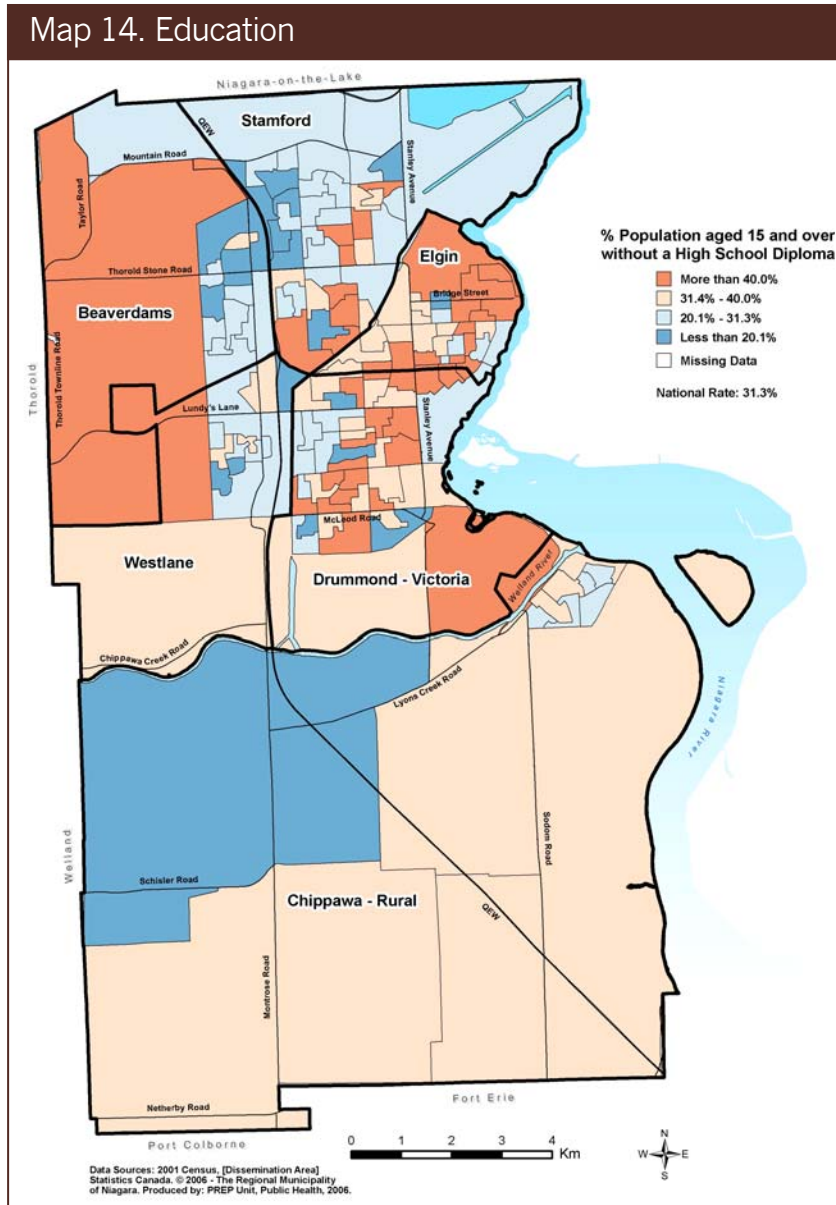 Map 14. Education
Niagara-on-the-Lake
Stamford
QEW
Mountain Road
Taylor Road
Stanley Avenue
Elgin
Thorold Stone Road
Bridge Street
Beaverdams
Thorold Townline Road
Thorold
Lundy's Lane
Stanley Avenue
McLeod Road
Westlane
Drummond - Victoria
Welland River
Chippawa Creek Road
Lyons Creek Road
Niagara River
Welland
Sodom Road
Schisler Road
Chippawa - Rural
QEW
Montrose Road
Netherby Road
Fort Erie
Port Colborne
% Population aged 15 and over
without a High School Diploma
More than 40.0%
31.4% - 40.0%
20.1% - 31.3%
Less than 20.1%
Missing Data
National Rate: 31.3%
0 1 2 3 4 Km
N
W E
S
Data Sources: 2001 Census, [Dissemination Area]
Statistics Canada. © 2006 - The Regional Municipality
of Niagara. Produced by: PREP Unit, Public Health, 2006.